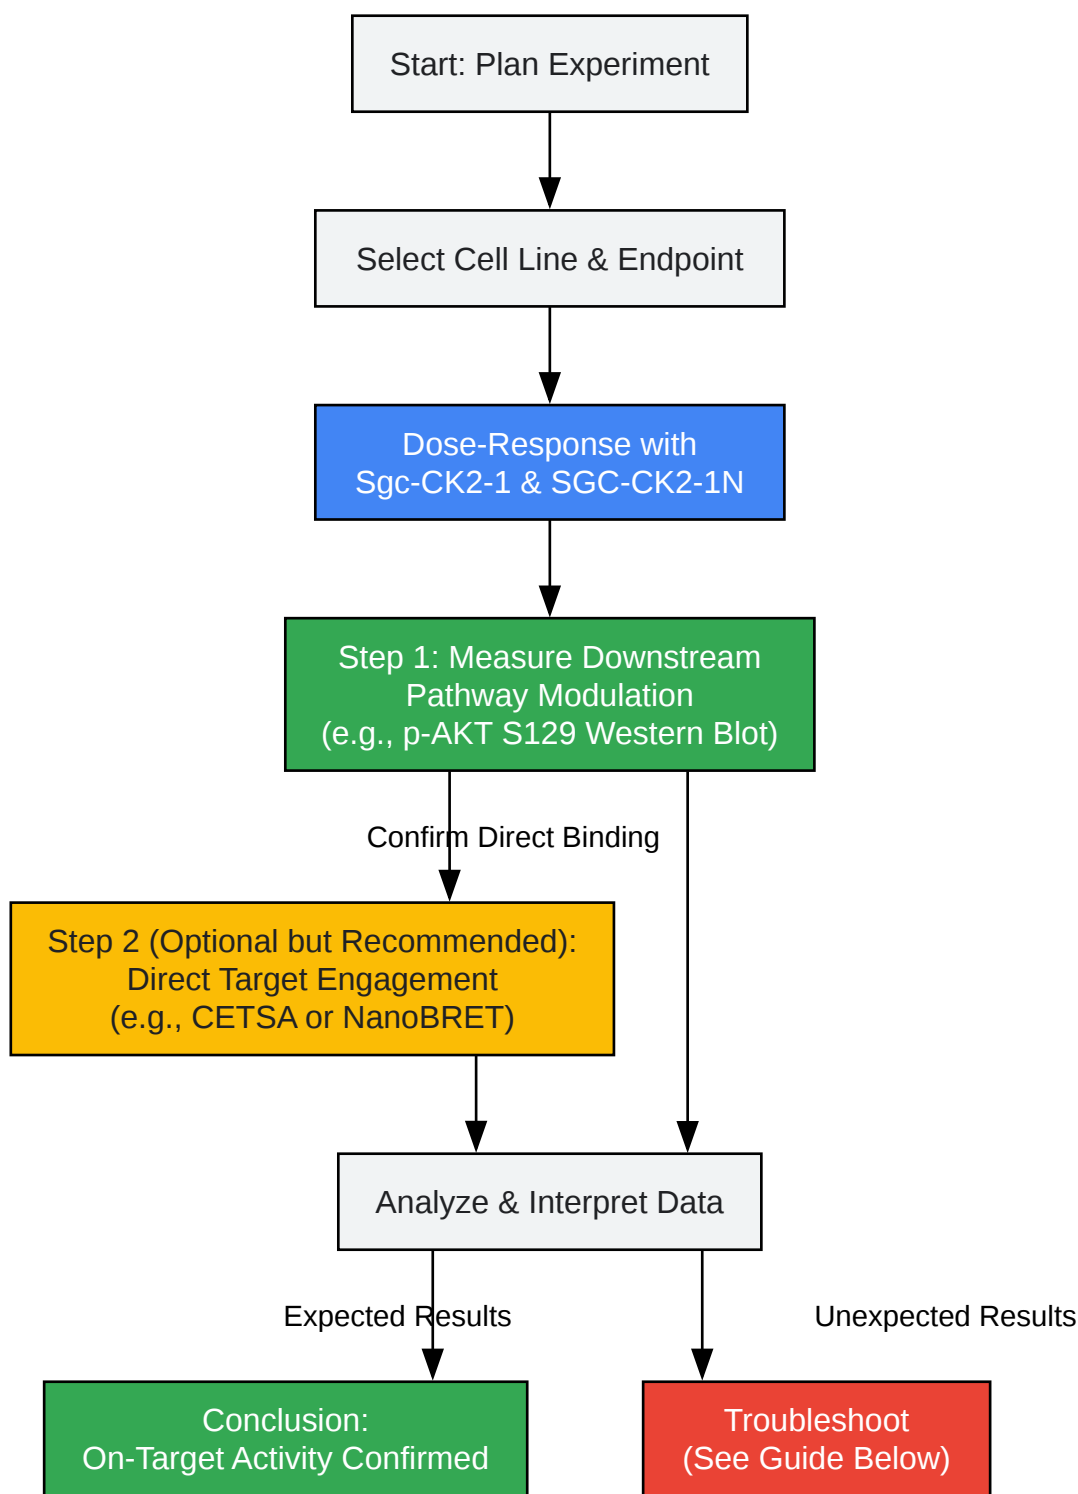 Start: Plan Experiment
Select Cell Line & Endpoint
Dose-Response with
Sgc-CK2-1 & SGC-CK2-1N
Step 1: Measure Downstream
Pathway Modulation
(e.g., p-AKT S129 Western Blot)
Confirm Direct Binding
Step 2 (Optional but Recommended):
Direct Target Engagement
(e.g., CETSA or NanoBRET)
Analyze & Interpret Data
Expected Results
Unexpected Results
Conclusion:
On-Target Activity Confirmed
Troubleshoot
(See Guide Below)